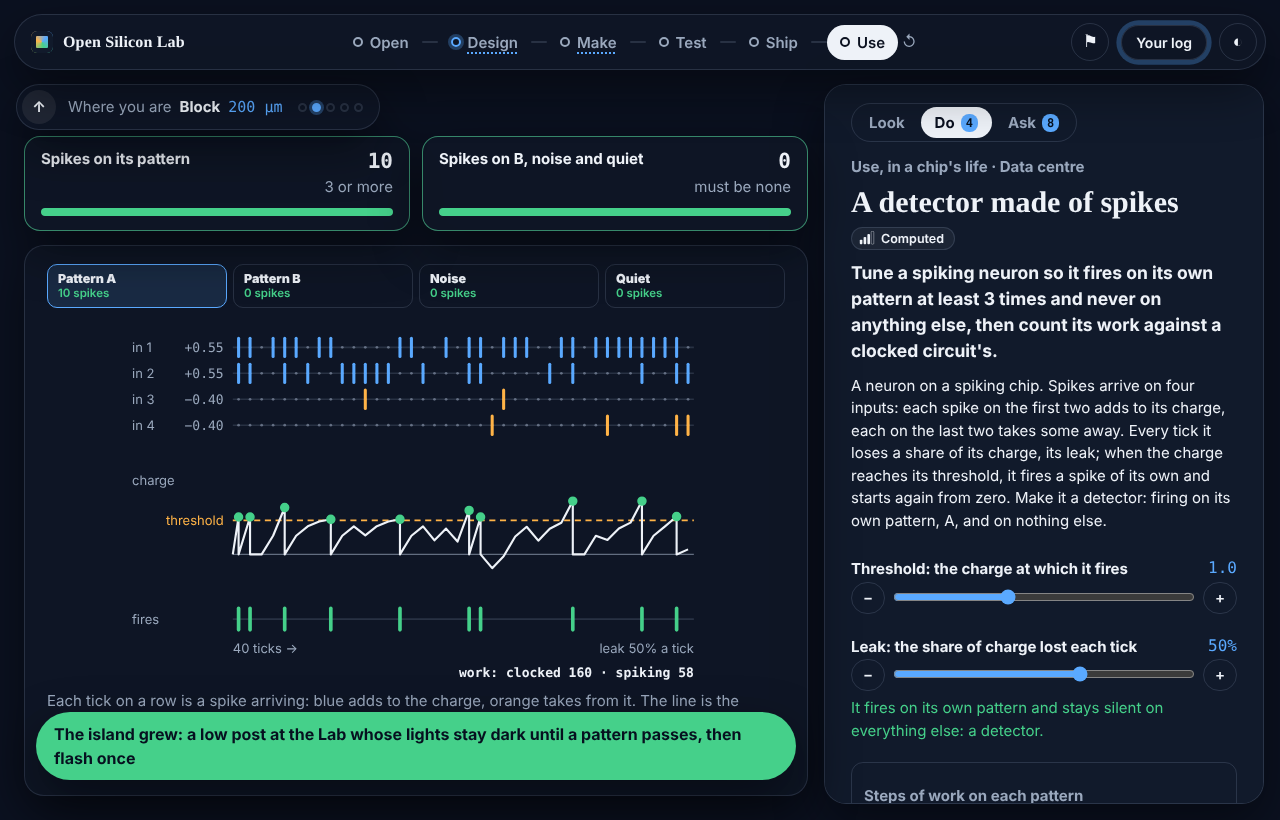 Open Silicon Lab
Open
Design
Make
Test
Ship
Use
Your log
Where you are Block 200 µm
Spikes on its pattern 10
3 or more
Spikes on B, noise and quiet 0
must be none
Pattern A
10 spikes
Pattern B
0 spikes
Noise
0 spikes
Quiet
0 spikes
in 1 +0.55
in 2 +0.55
in 3 −0.40
in 4 −0.40
charge
threshold
fires
40 ticks → leak 50% a tick
work: clocked 160 · spiking 58
Each tick on a row is a spike arriving: blue adds to the charge, orange takes from it. The line is the
The island grew: a low post at the Lab whose lights stay dark until a pattern passes, then
flash once
Look
Do 4
Ask 8
Use, in a chip's life · Data centre
A detector made of spikes
Computed
Tune a spiking neuron so it fires on its own
pattern at least 3 times and never on
anything else, then count its work against a
clocked circuit's.
A neuron on a spiking chip. Spikes arrive on four
inputs: each spike on the first two adds to its charge,
each on the last two takes some away. Every tick it
loses a share of its charge, its leak; when the charge
reaches its threshold, it fires a spike of its own and
starts again from zero. Make it a detector: firing on its
own pattern, A, and on nothing else.
Threshold: the charge at which it fires 1.0
− +
Leak: the share of charge lost each tick 50%
− +
It fires on its own pattern and stays silent on
everything else: a detector.
Steps of work on each pattern